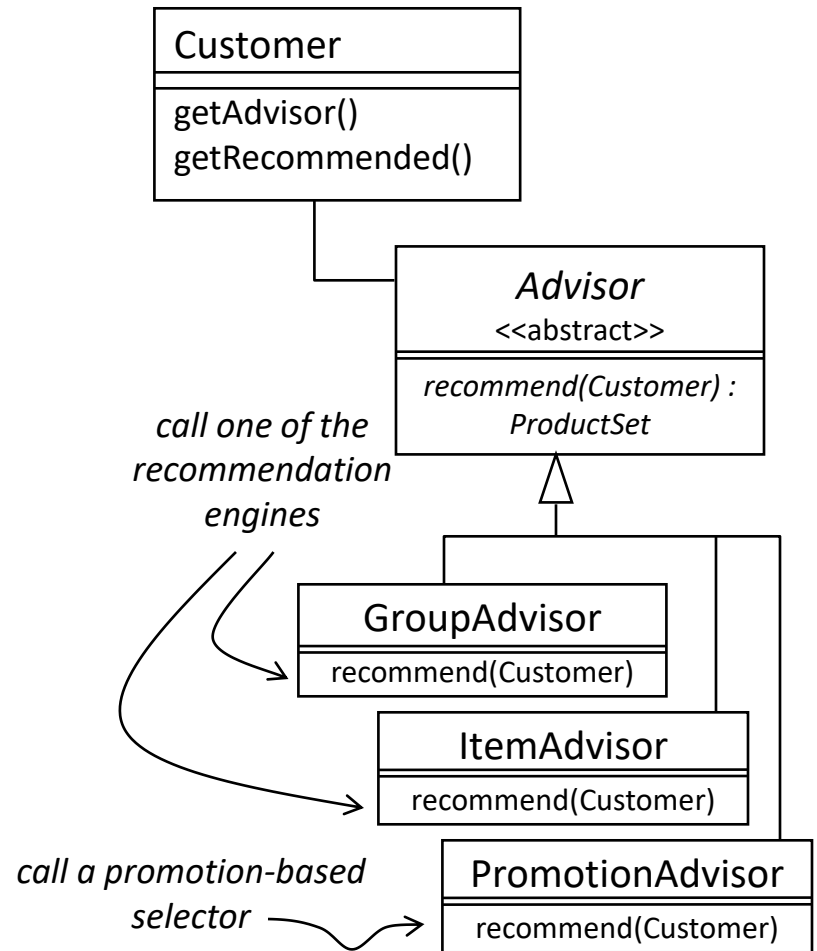 Customer
getAdvisor()
getRecommended()
Advisor
<<abstract>>
recommend(Customer) :
ProductSet
call one of the
recommendation
engines
GroupAdvisor
recommend(Customer)
ItemAdvisor
recommend(Customer)
call a promotion-based
selector
PromotionAdvisor
recommend(Customer)